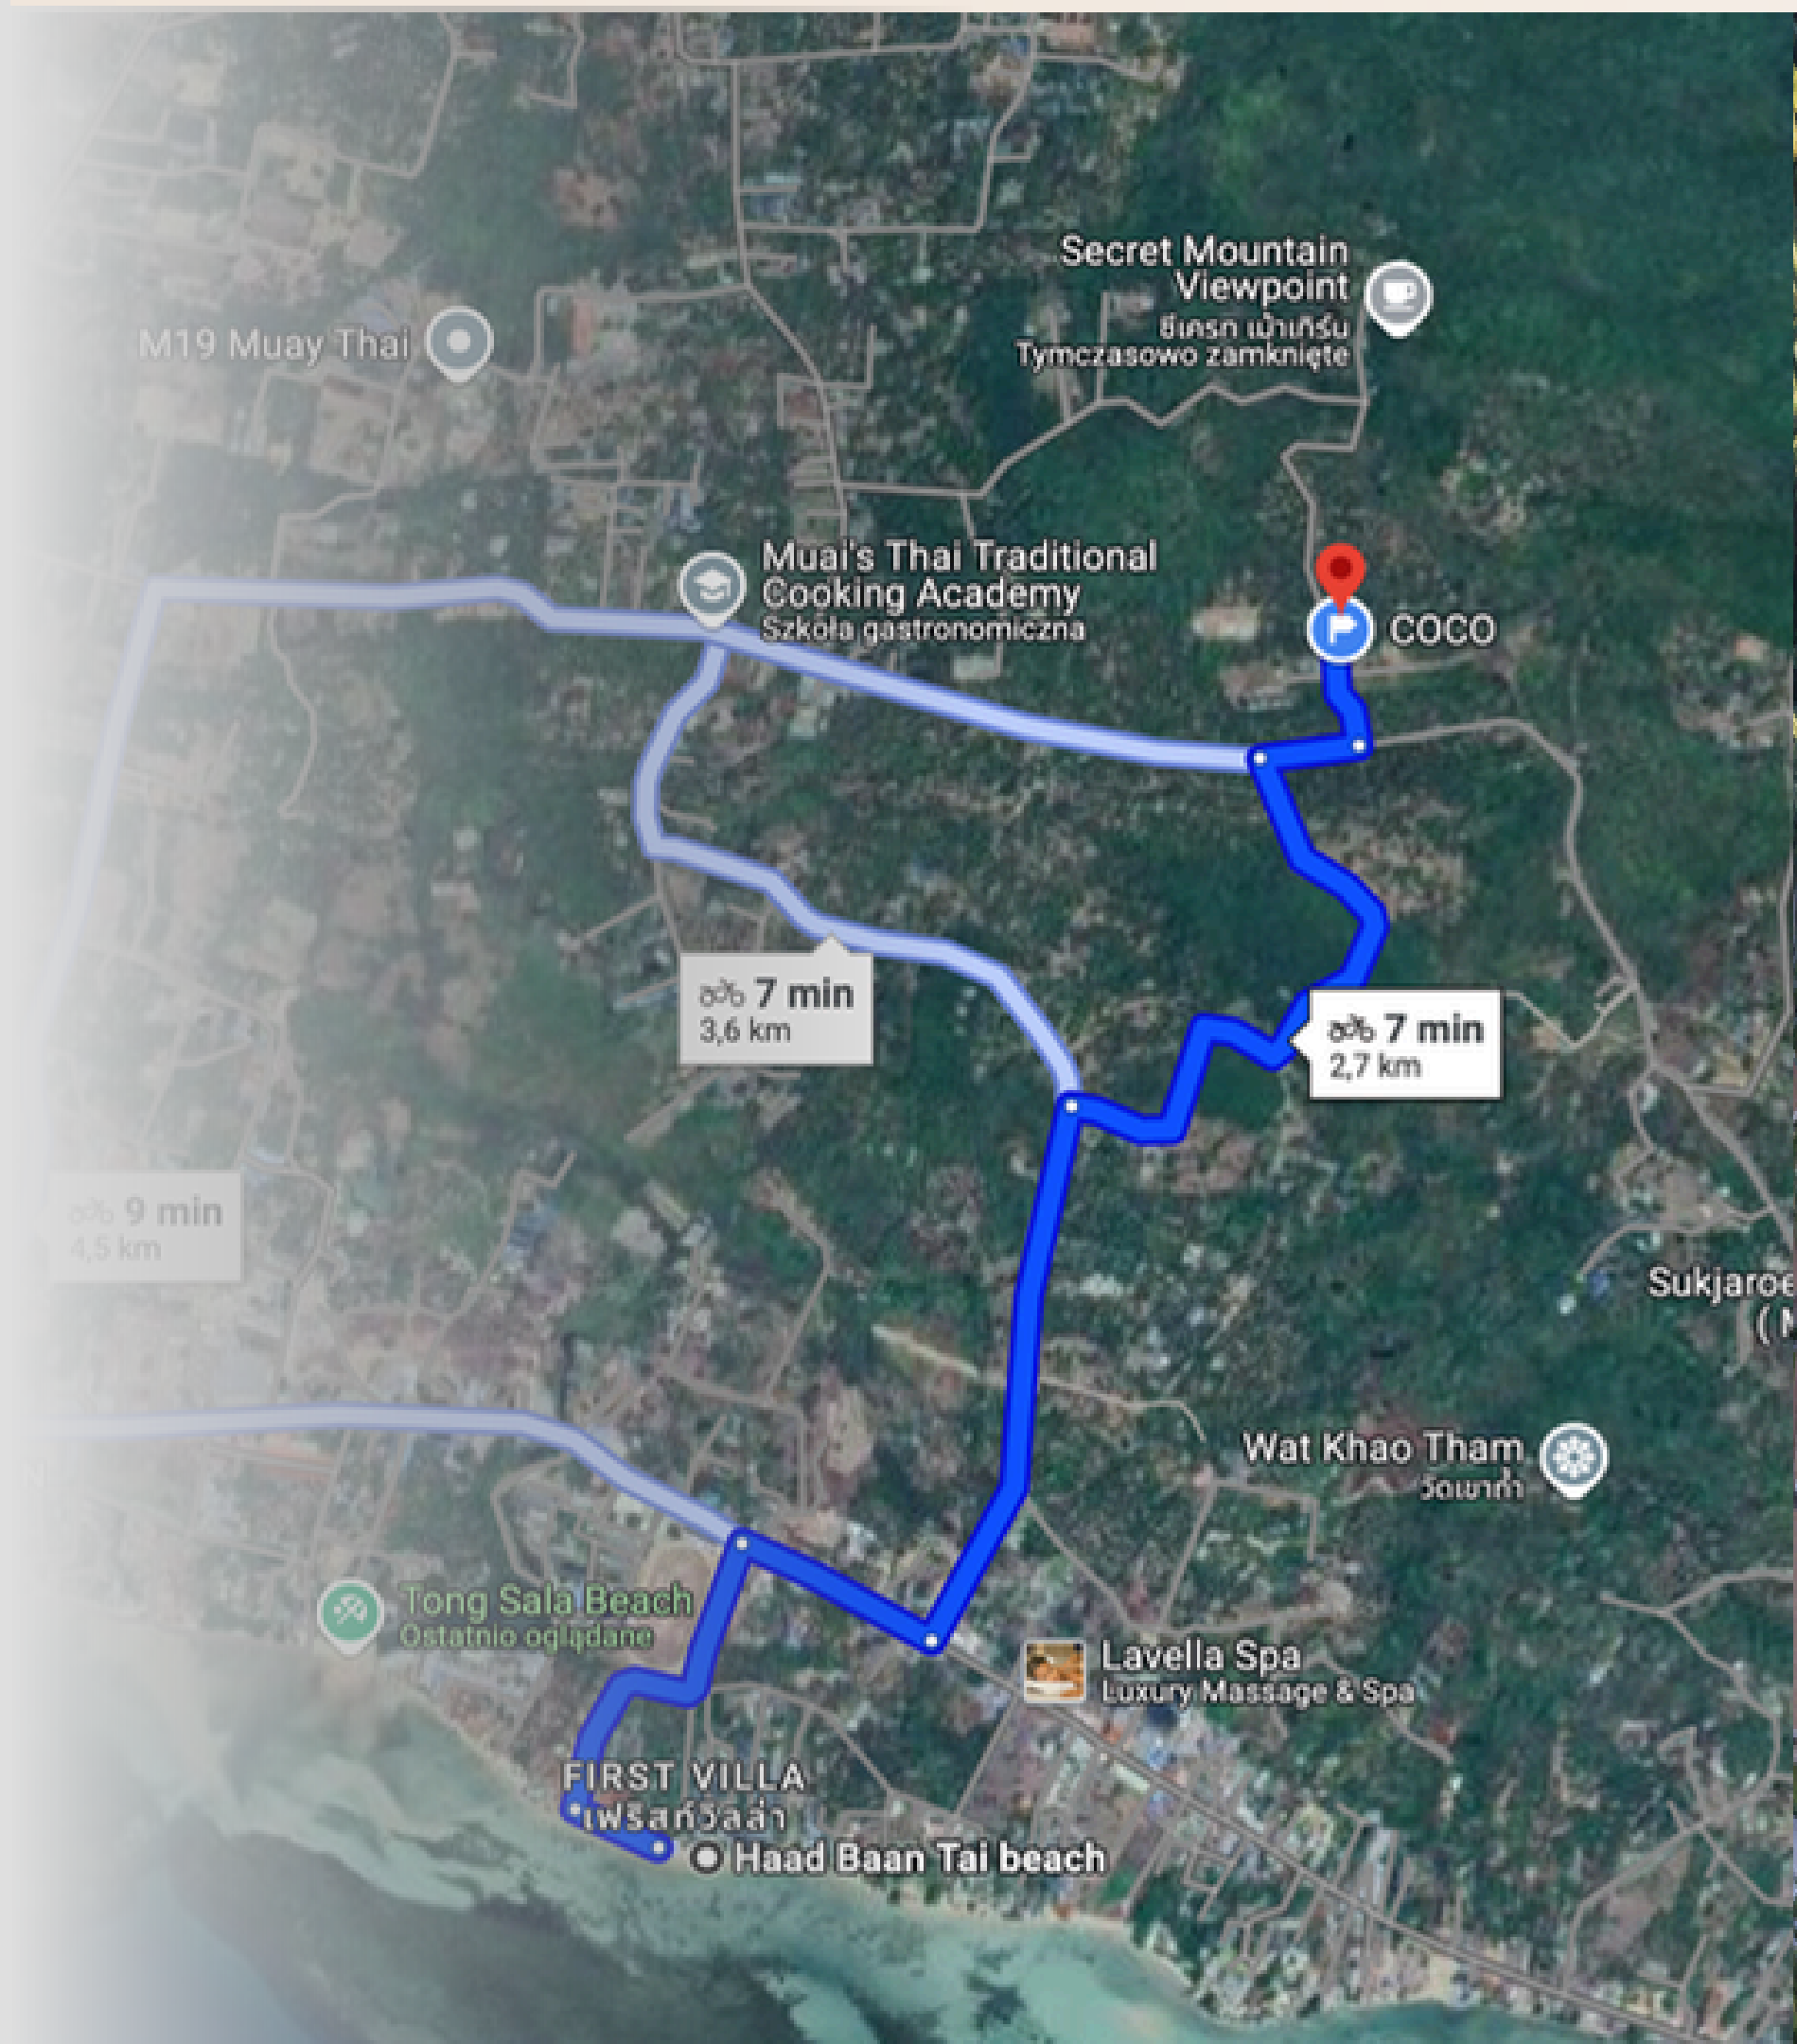 Secret Mountain
Viewpoint
ซีเครท เม้าเทิร์น
Tymczasowo zamknięte
M19 Muay Thai
Muai's Thai Traditional
Cooking Academy
Szkoła gastronomiczna
COCO
7 min
3,6 km
7 min
2,7 km
9 min
4,5 km
Sukjaroe
( N
Wat Khao Tham
วัดเขาถ้ำ
Tong Sala Beach
Ostatnio oglądane
Lavella Spa
Luxury Massage & Spa
FIRST VILLA
เฟริสท์วิลล่า
Haad Baan Tai beach